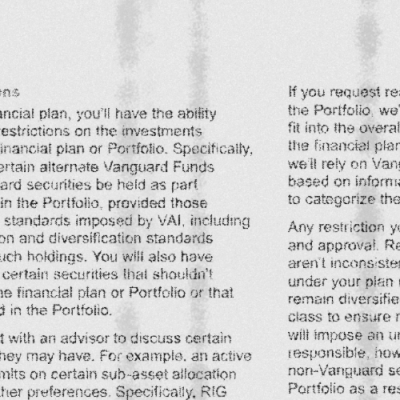 ens
ancial plan, you'll have the ability
restrictions on the investments
financial plan or Portfolio. Specifically,
ertain alternate Vanguard Funds
ard securities be held as part
in the Portfolio, provided those
standards imposed by VAI, including
on and diversification standards
uch holdings. You will also have
certain securities that shouldn't
e financial plan or Portfolio or that
d in the Portfolio.
t with an advisor to discuss certain
hey may have. For example, an active
mits on certain sub-asset allocation
ther preferences. Specifically, RIG
If you request re
the Portfolio, we'
fit into the overal
the financial plan
we'll rely on Van
based on informa
to categorize the
Any restriction y
and approval. Re
aren't inconsiste
under your plan
remain diversifie
class to ensure
will impose an u
responsible, how
non-Vanguard se
Portfolio as a res